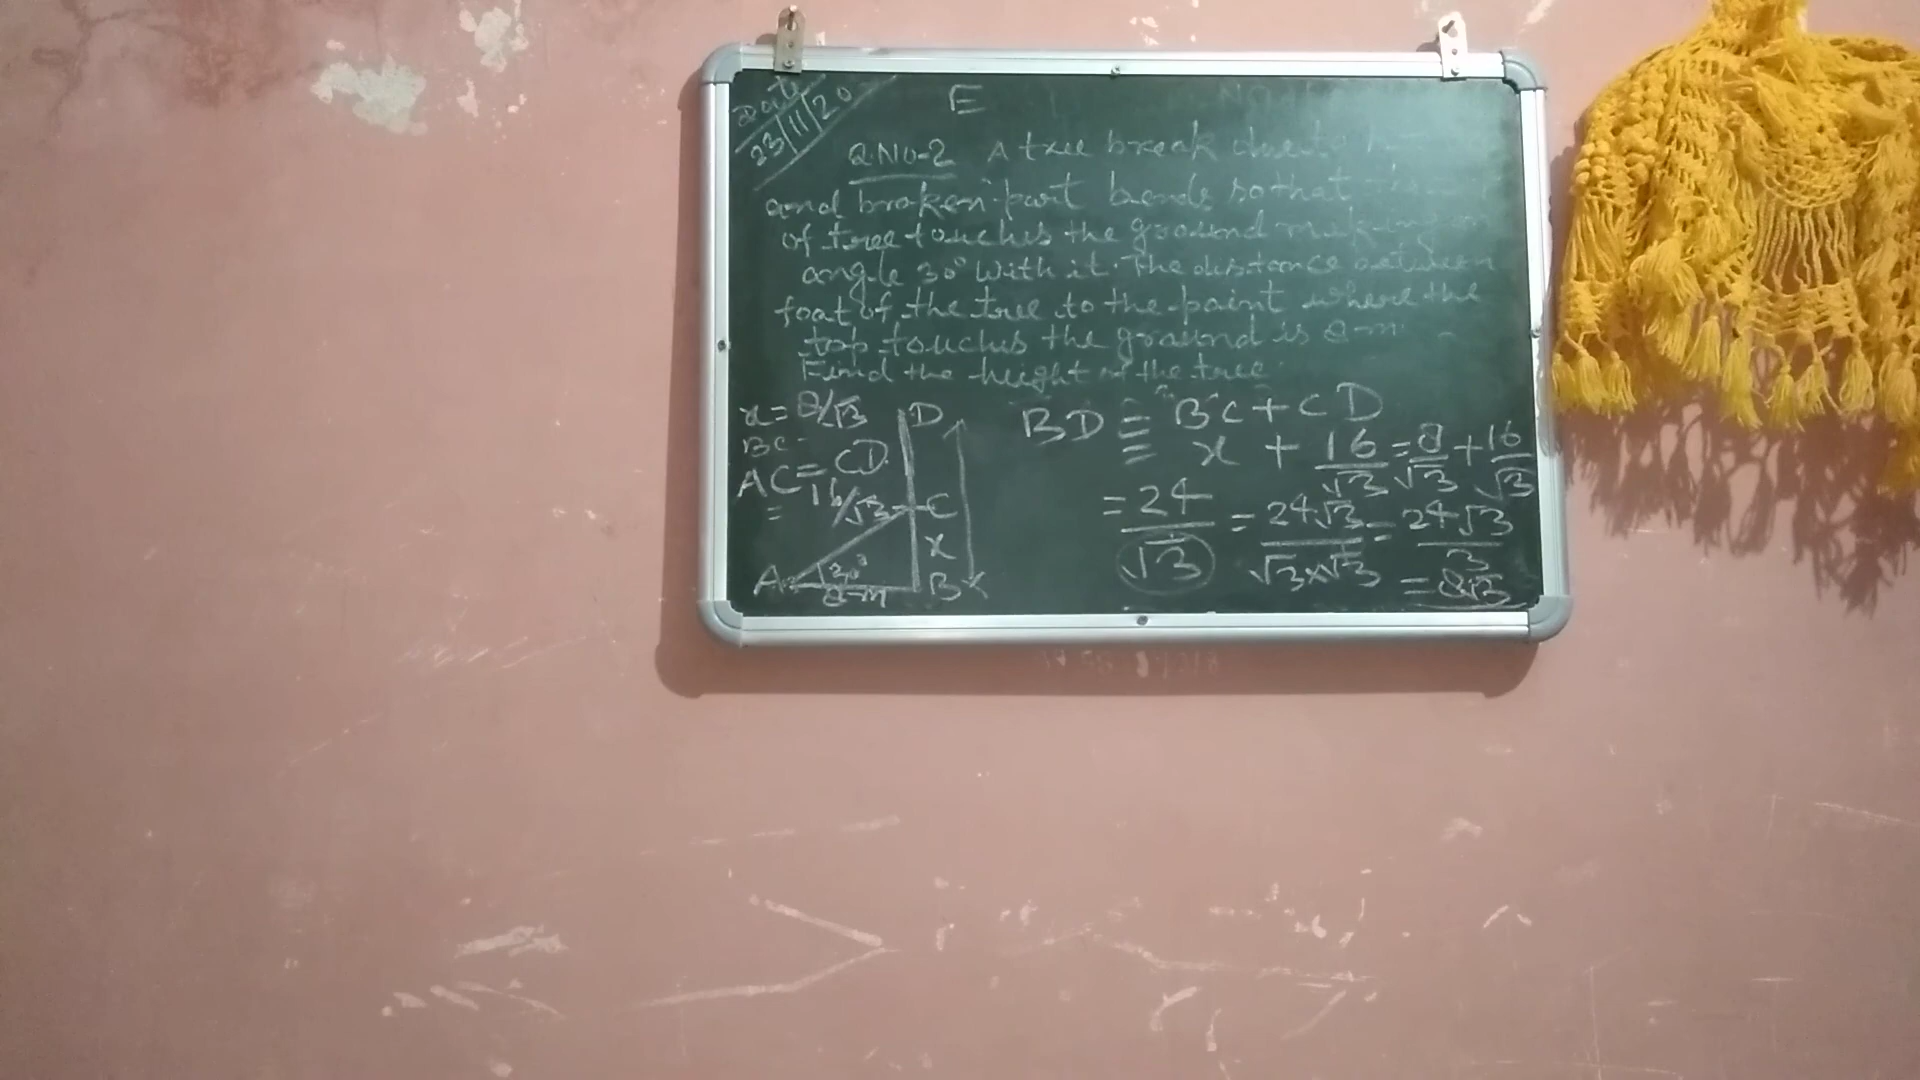 Date
23/11/20
E
Q.No-2 A tree break due to
and broken part bends so that the
of tree touches the ground making an
angle 30° with it. The distance between
foat of the tree to the paint where the
top touches the ground is 8-m
Find the height of the tree.
x = 8/√3
BC =
AC = CD
= 16/√3
D
C
x
B
A
30°
8-m
BD = BC + CD
= x + 16/√3 = 8/√3 + 16/√3
= 24/√3 = 24√3/√3×√3 = 24√3/3
= 8√3